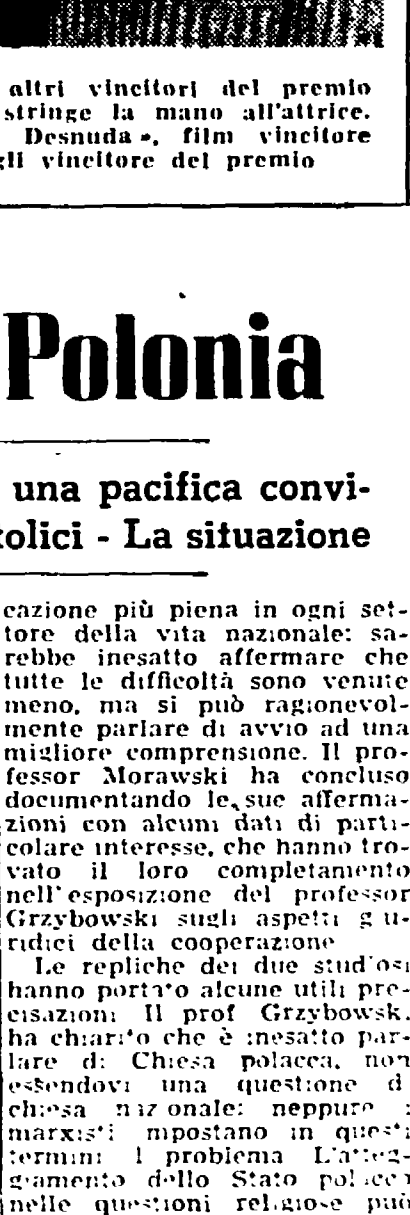 altri vincitori del premio
stringe la mano all'attrice.
Desnuda », film vincitore
gli vincitore del premio
Polonia
una pacifica convi-
tolici - La situazione
cazione più piena in ogni set-
tore della vita nazionale: sa-
rebbe inesatto affermare che
tutte le difficoltà sono venute
meno, ma si può ragionevol-
mente parlare di avvio ad una
migliore comprensione. Il pro-
fessor Morawski ha concluso
documentando le sue afferma-
zioni con alcuni dati di parti-
colare interesse, che hanno tro-
vato il loro completamento
nell'esposizione del professor
Grzybowski sugli aspetti giu-
ridici della cooperazione
Le repliche dei due studiosi
hanno portato alcune utili pre-
cisazioni Il prof Grzybowsk.
ha chiarito che è inesatto par-
lare di Chiesa polacca, non
essendovi una questione di
chiesa nazionale: neppure i
marxisti impostano in questi
termini il problema L'atteg-
giamento dello Stato polacco
nelle questioni religiose può